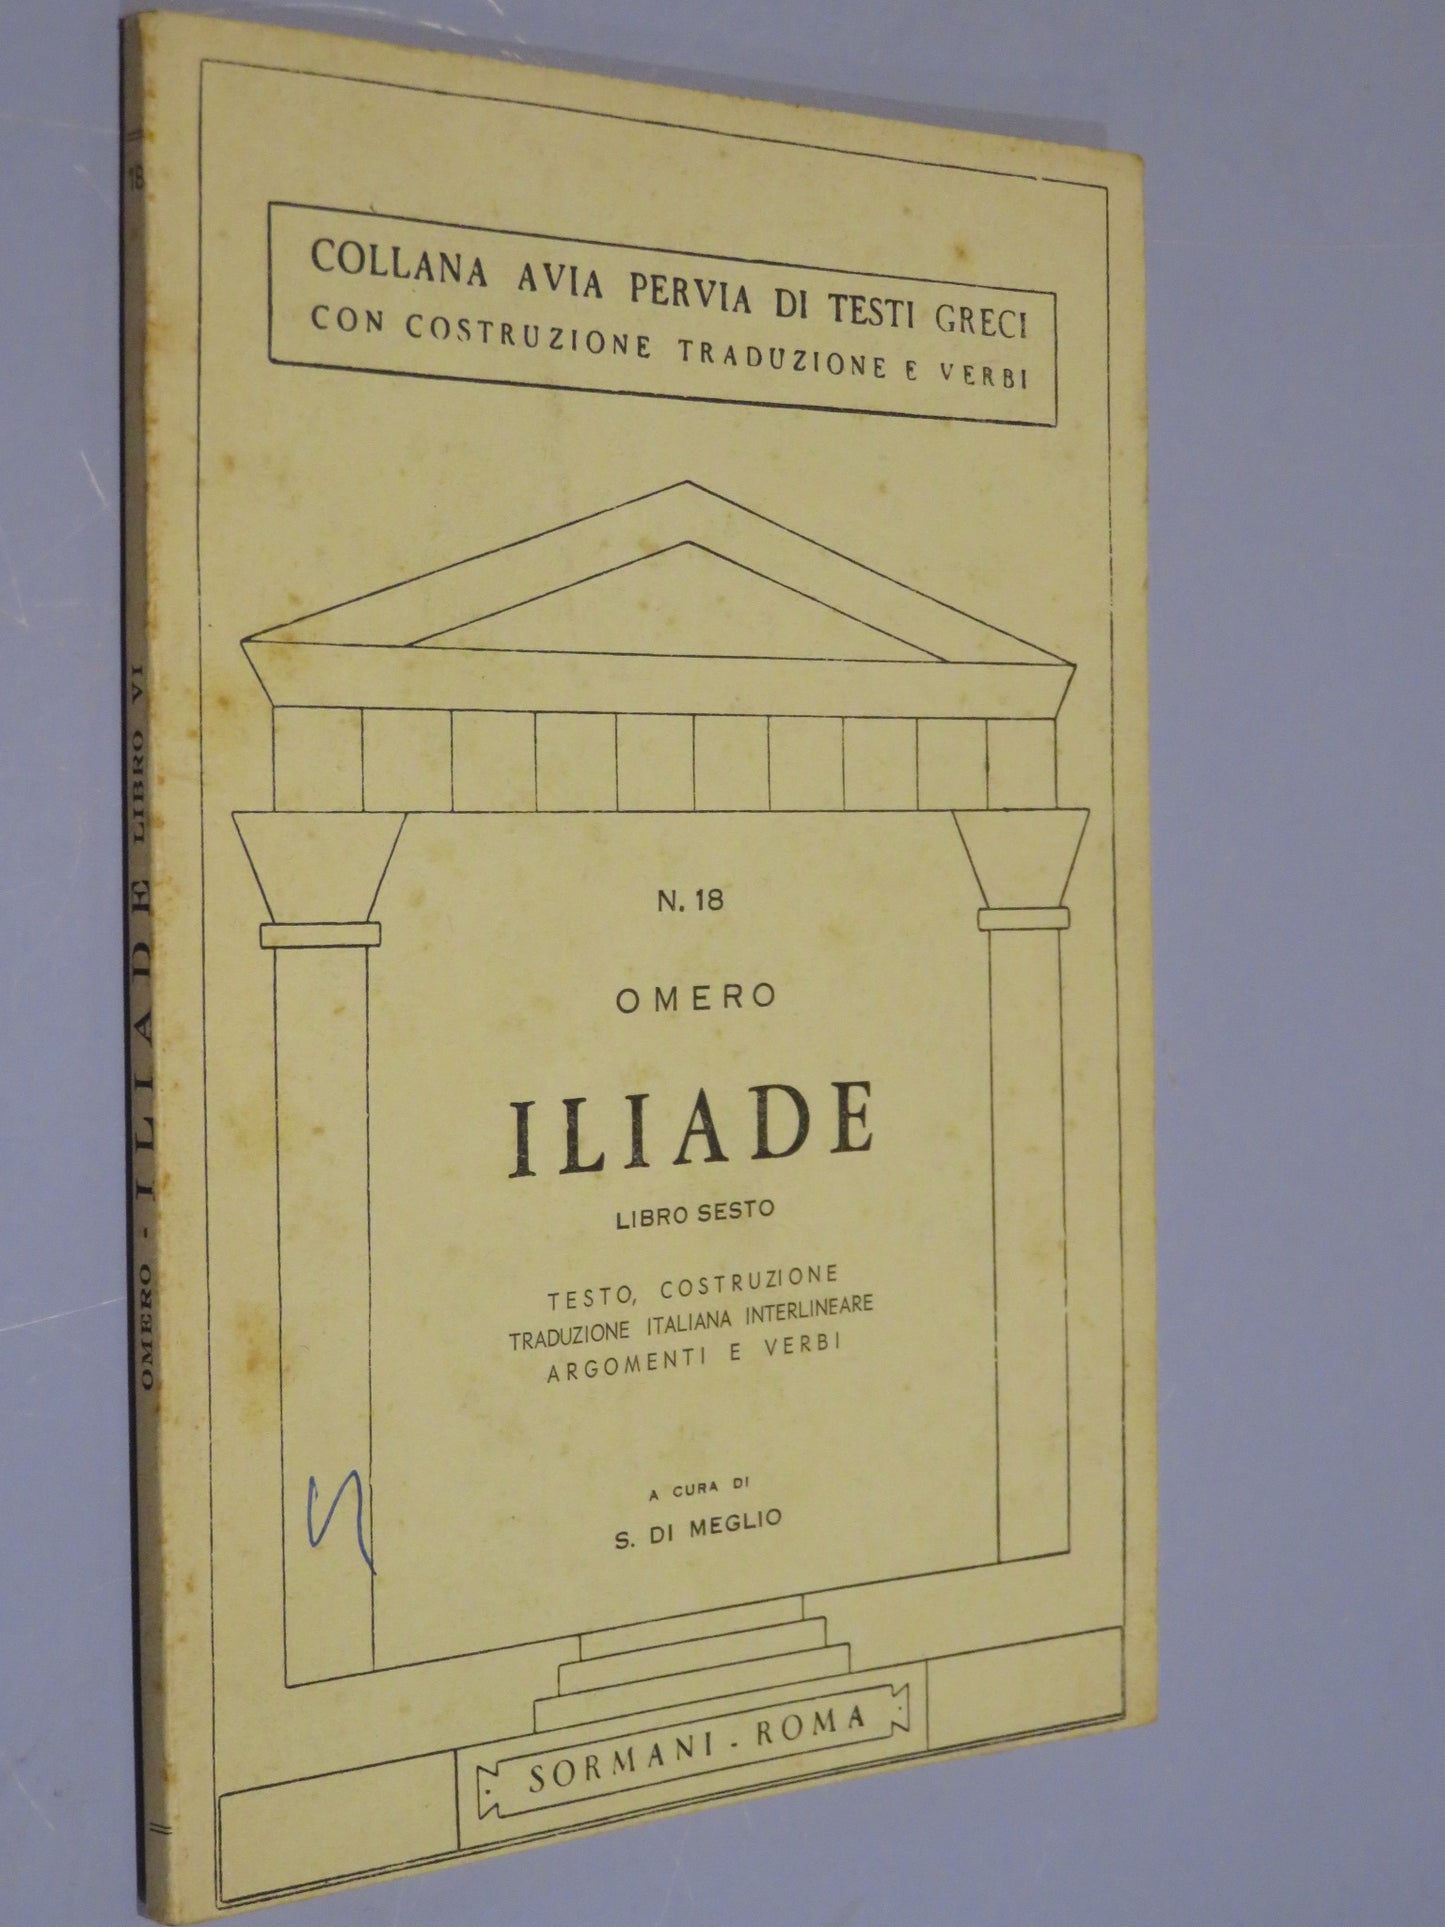 COLLANA AVIA PERVIA DI TESTI GRECI
CON COSTRUZIONE TRADUZIONE E VERBI
N. 18
OMERO
ILIADE
LIBRO SESTO
TESTO, COSTRUZIONE
TRADUZIONE ITALIANA INTERLINEARE
ARGOMENTI E VERBI
A CURA DI
S. DI MEGLIO
SORMANI - ROMA
OMERO - ILIADE LIBRO VI
18